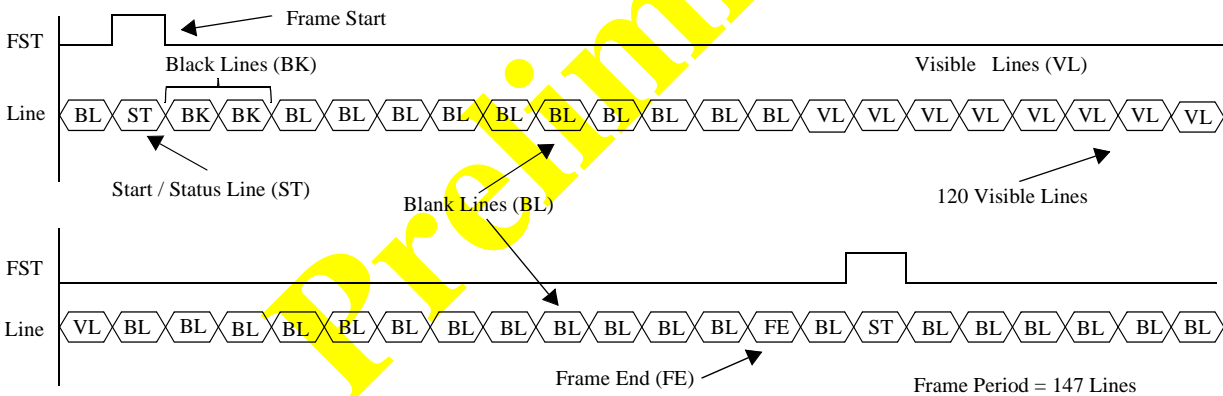 Frame Start
FST
Black Lines (BK)
Visible Lines (VL)
Line BL ST BK BK BL BL BL BL BL BL BL BL BL BL VL VL VL VL VL VL VL VL
Start / Status Line (ST)
Blank Lines (BL)
120 Visible Lines
FST
Line VL BL BL BL BL BL BL BL BL BL BL BL BL FE BL ST BL BL BL BL BL BL
Frame End (FE)
Frame Period = 147 Lines
Prelim